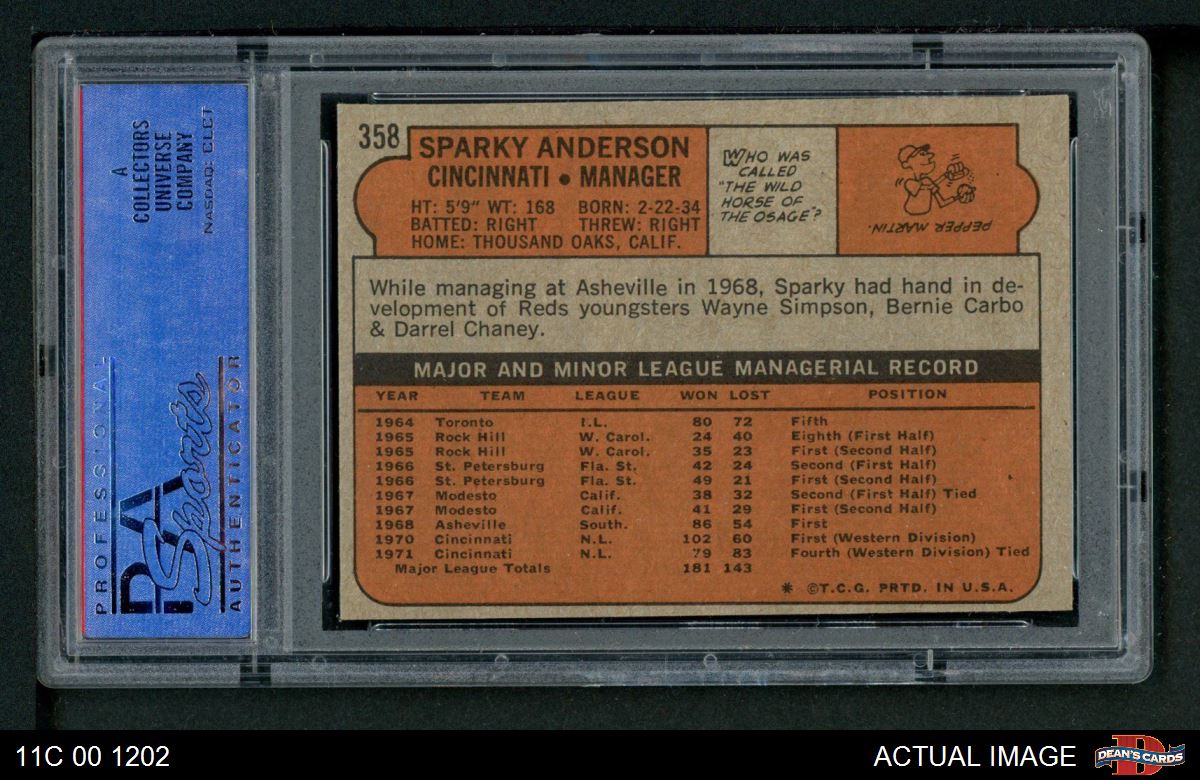 A
COLLECTORS
UNIVERSE
COMPANY
NASDAQ: CLCT
PROFESSIONAL
PSA
Sports
AUTHENTICATOR
358
SPARKY ANDERSON
CINCINNATI • MANAGER
HT: 5'9" WT: 168 BORN: 2-22-34
BATTED: RIGHT THREW: RIGHT
HOME: THOUSAND OAKS, CALIF.
WHO WAS
CALLED
"THE WILD
HORSE OF
THE OSAGE"?
PEPPER MARTIN.
While managing at Asheville in 1968, Sparky had hand in de-
velopment of Reds youngsters Wayne Simpson, Bernie Carbo
& Darrel Chaney.
MAJOR AND MINOR LEAGUE MANAGERIAL RECORD
YEAR TEAM LEAGUE WON LOST POSITION
1964 Toronto I.L. 80 72 Fifth
1965 Rock Hill W. Carol. 24 40 Eighth (First Half)
1965 Rock Hill W. Carol. 35 23 First (Second Half)
1966 St. Petersburg Fla. St. 42 24 Second (First Half)
1966 St. Petersburg Fla. St. 49 21 First (Second Half)
1967 Modesto Calif. 38 32 Second (First Half) Tied
1967 Modesto Calif. 41 29 First (Second Half)
1968 Asheville South. 86 54 First
1970 Cincinnati N.L. 102 60 First (Western Division)
1971 Cincinnati N.L. 79 83 Fourth (Western Division) Tied
Major League Totals 181 143
* ©T.C.G. PRTD. IN U.S.A.
11C 00 1202
ACTUAL IMAGE
D
DEAN'S CARDS